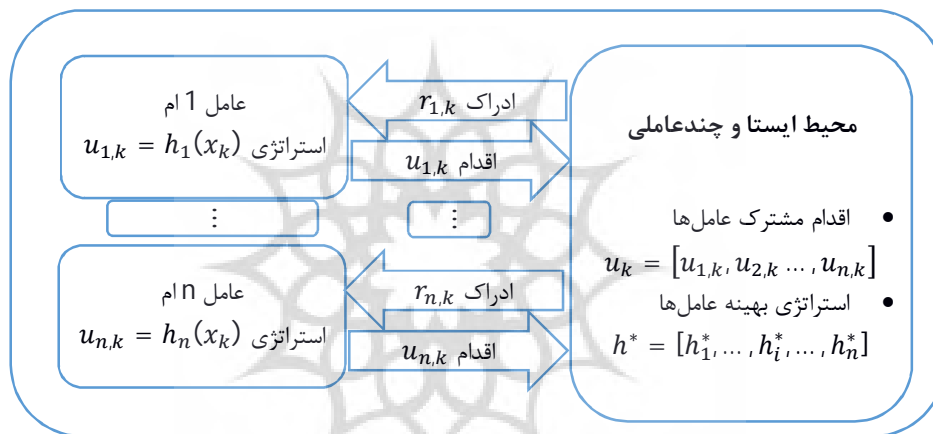 محیط ایستا و چندعاملی
اقدام مشترک عامل‌ها
u_k = [u_{1,k}, u_{2,k} …, u_{n,k}]
استراتژی بهینه عامل‌ها
h^* = [h_1^*, …, h_i^*, …, h_n^*]
ادراک r_{1,k}
اقدام u_{1,k}
⋮
ادراک r_{n,k}
اقدام u_{n,k}
عامل 1 ام
استراتژی u_{1,k} = h_1(x_k)
⋮
عامل n ام
استراتژی u_{n,k} = h_n(x_k)